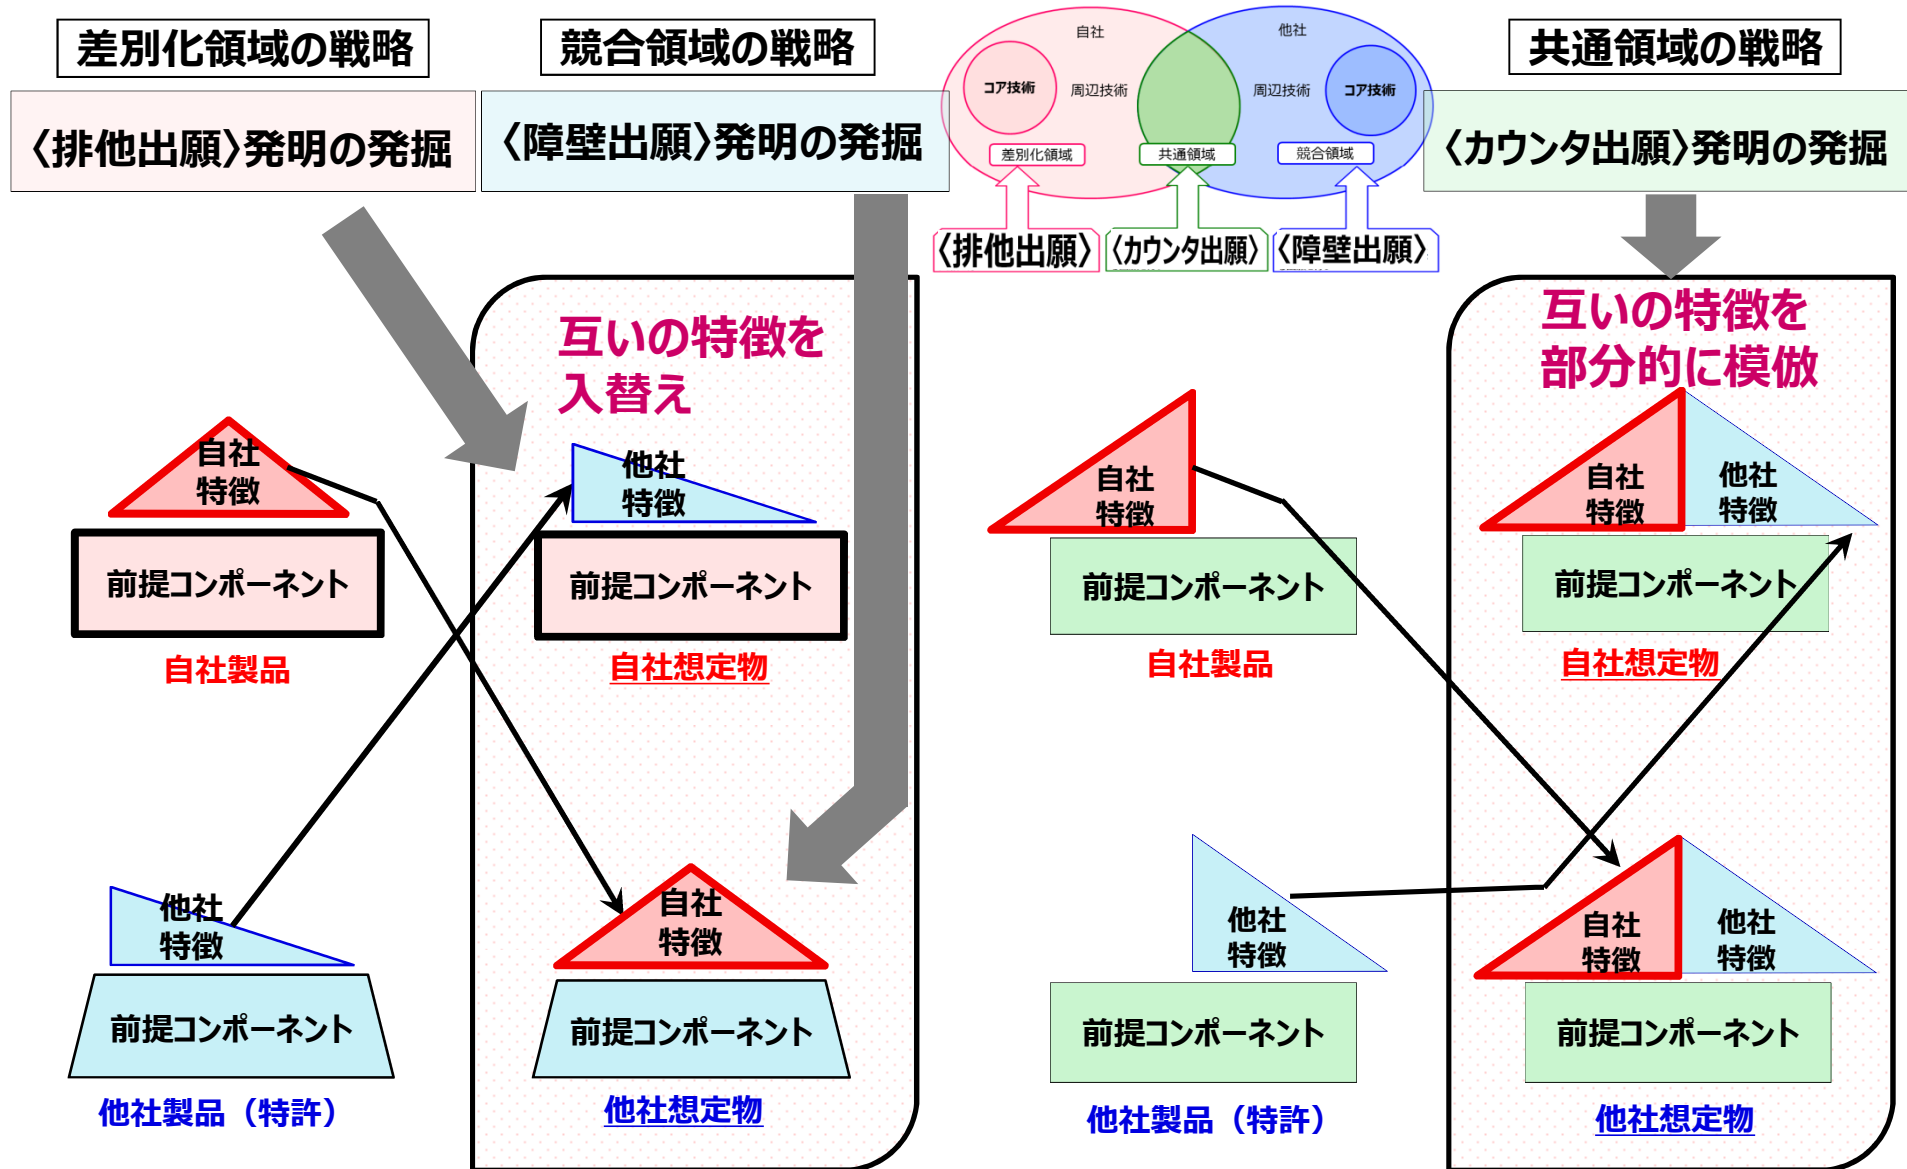 差別化領域の戦略
〈排他出願〉発明の発掘
競合領域の戦略
〈障壁出願〉発明の発掘
自社
他社
コア技術
周辺技術
周辺技術
コア技術
差別化領域
共通領域
競合領域
〈排他出願〉
〈カウンタ出願〉
〈障壁出願〉
共通領域の戦略
〈カウンタ出願〉発明の発掘
互いの特徴を
入替え
自社
特徴
前提コンポーネント
自社製品
他社
特徴
前提コンポーネント
自社想定物
他社
特徴
前提コンポーネント
他社製品（特許）
自社
特徴
前提コンポーネント
他社想定物
互いの特徴を
部分的に模倣
自社
特徴
前提コンポーネント
自社製品
自社
特徴
他社
特徴
前提コンポーネント
自社想定物
他社
特徴
前提コンポーネント
他社製品（特許）
自社
特徴
他社
特徴
前提コンポーネント
他社想定物